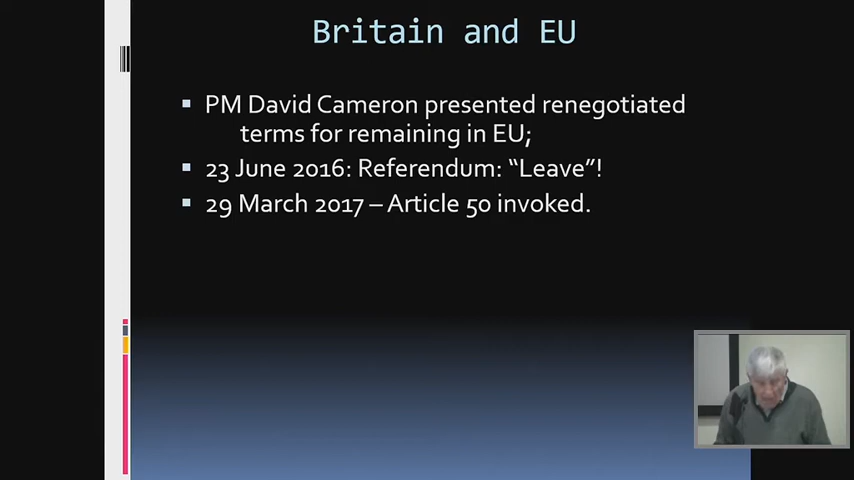 Britain and EU
PM David Cameron presented renegotiated
terms for remaining in EU;
23 June 2016: Referendum: “Leave”!
29 March 2017 – Article 50 invoked.